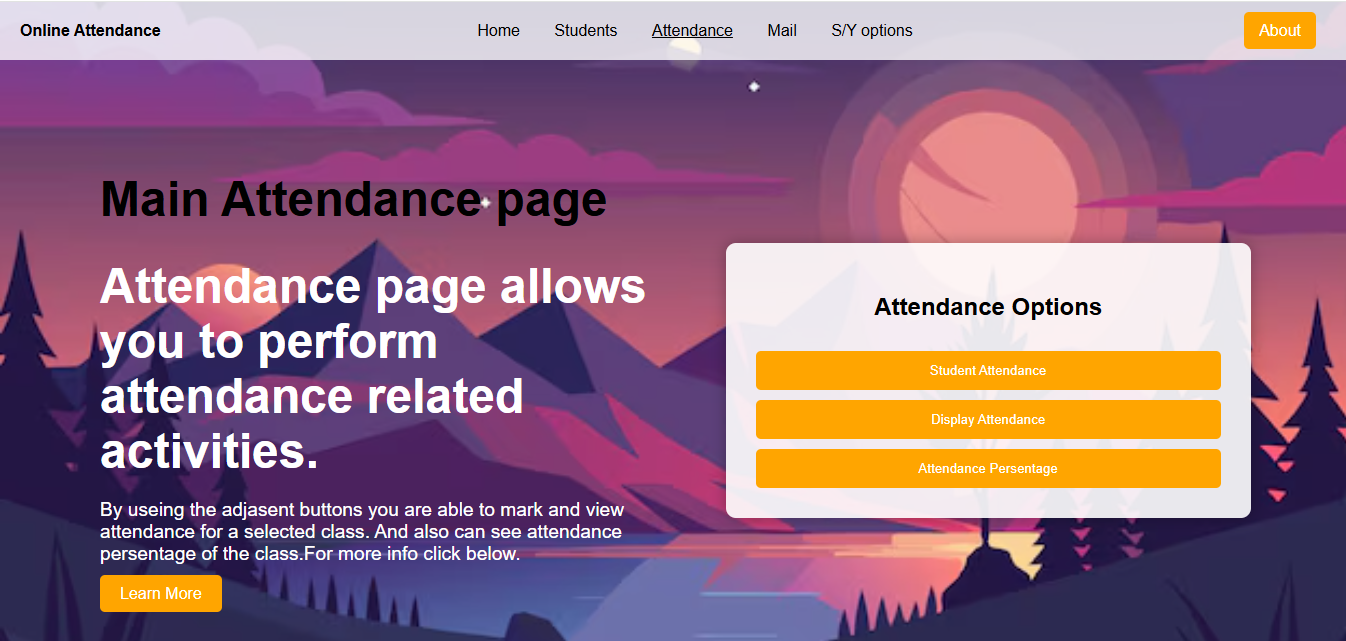 Online Attendance
Home Students Attendance Mail S/Y options
About
Main Attendance page
Attendance page allows
you to perform
attendance related
activities.
By useing the adjasent buttons you are able to mark and view
attendance for a selected class. And also can see attendance
persentage of the class.For more info click below.
Learn More
Attendance Options
Student Attendance
Display Attendance
Attendance Persentage